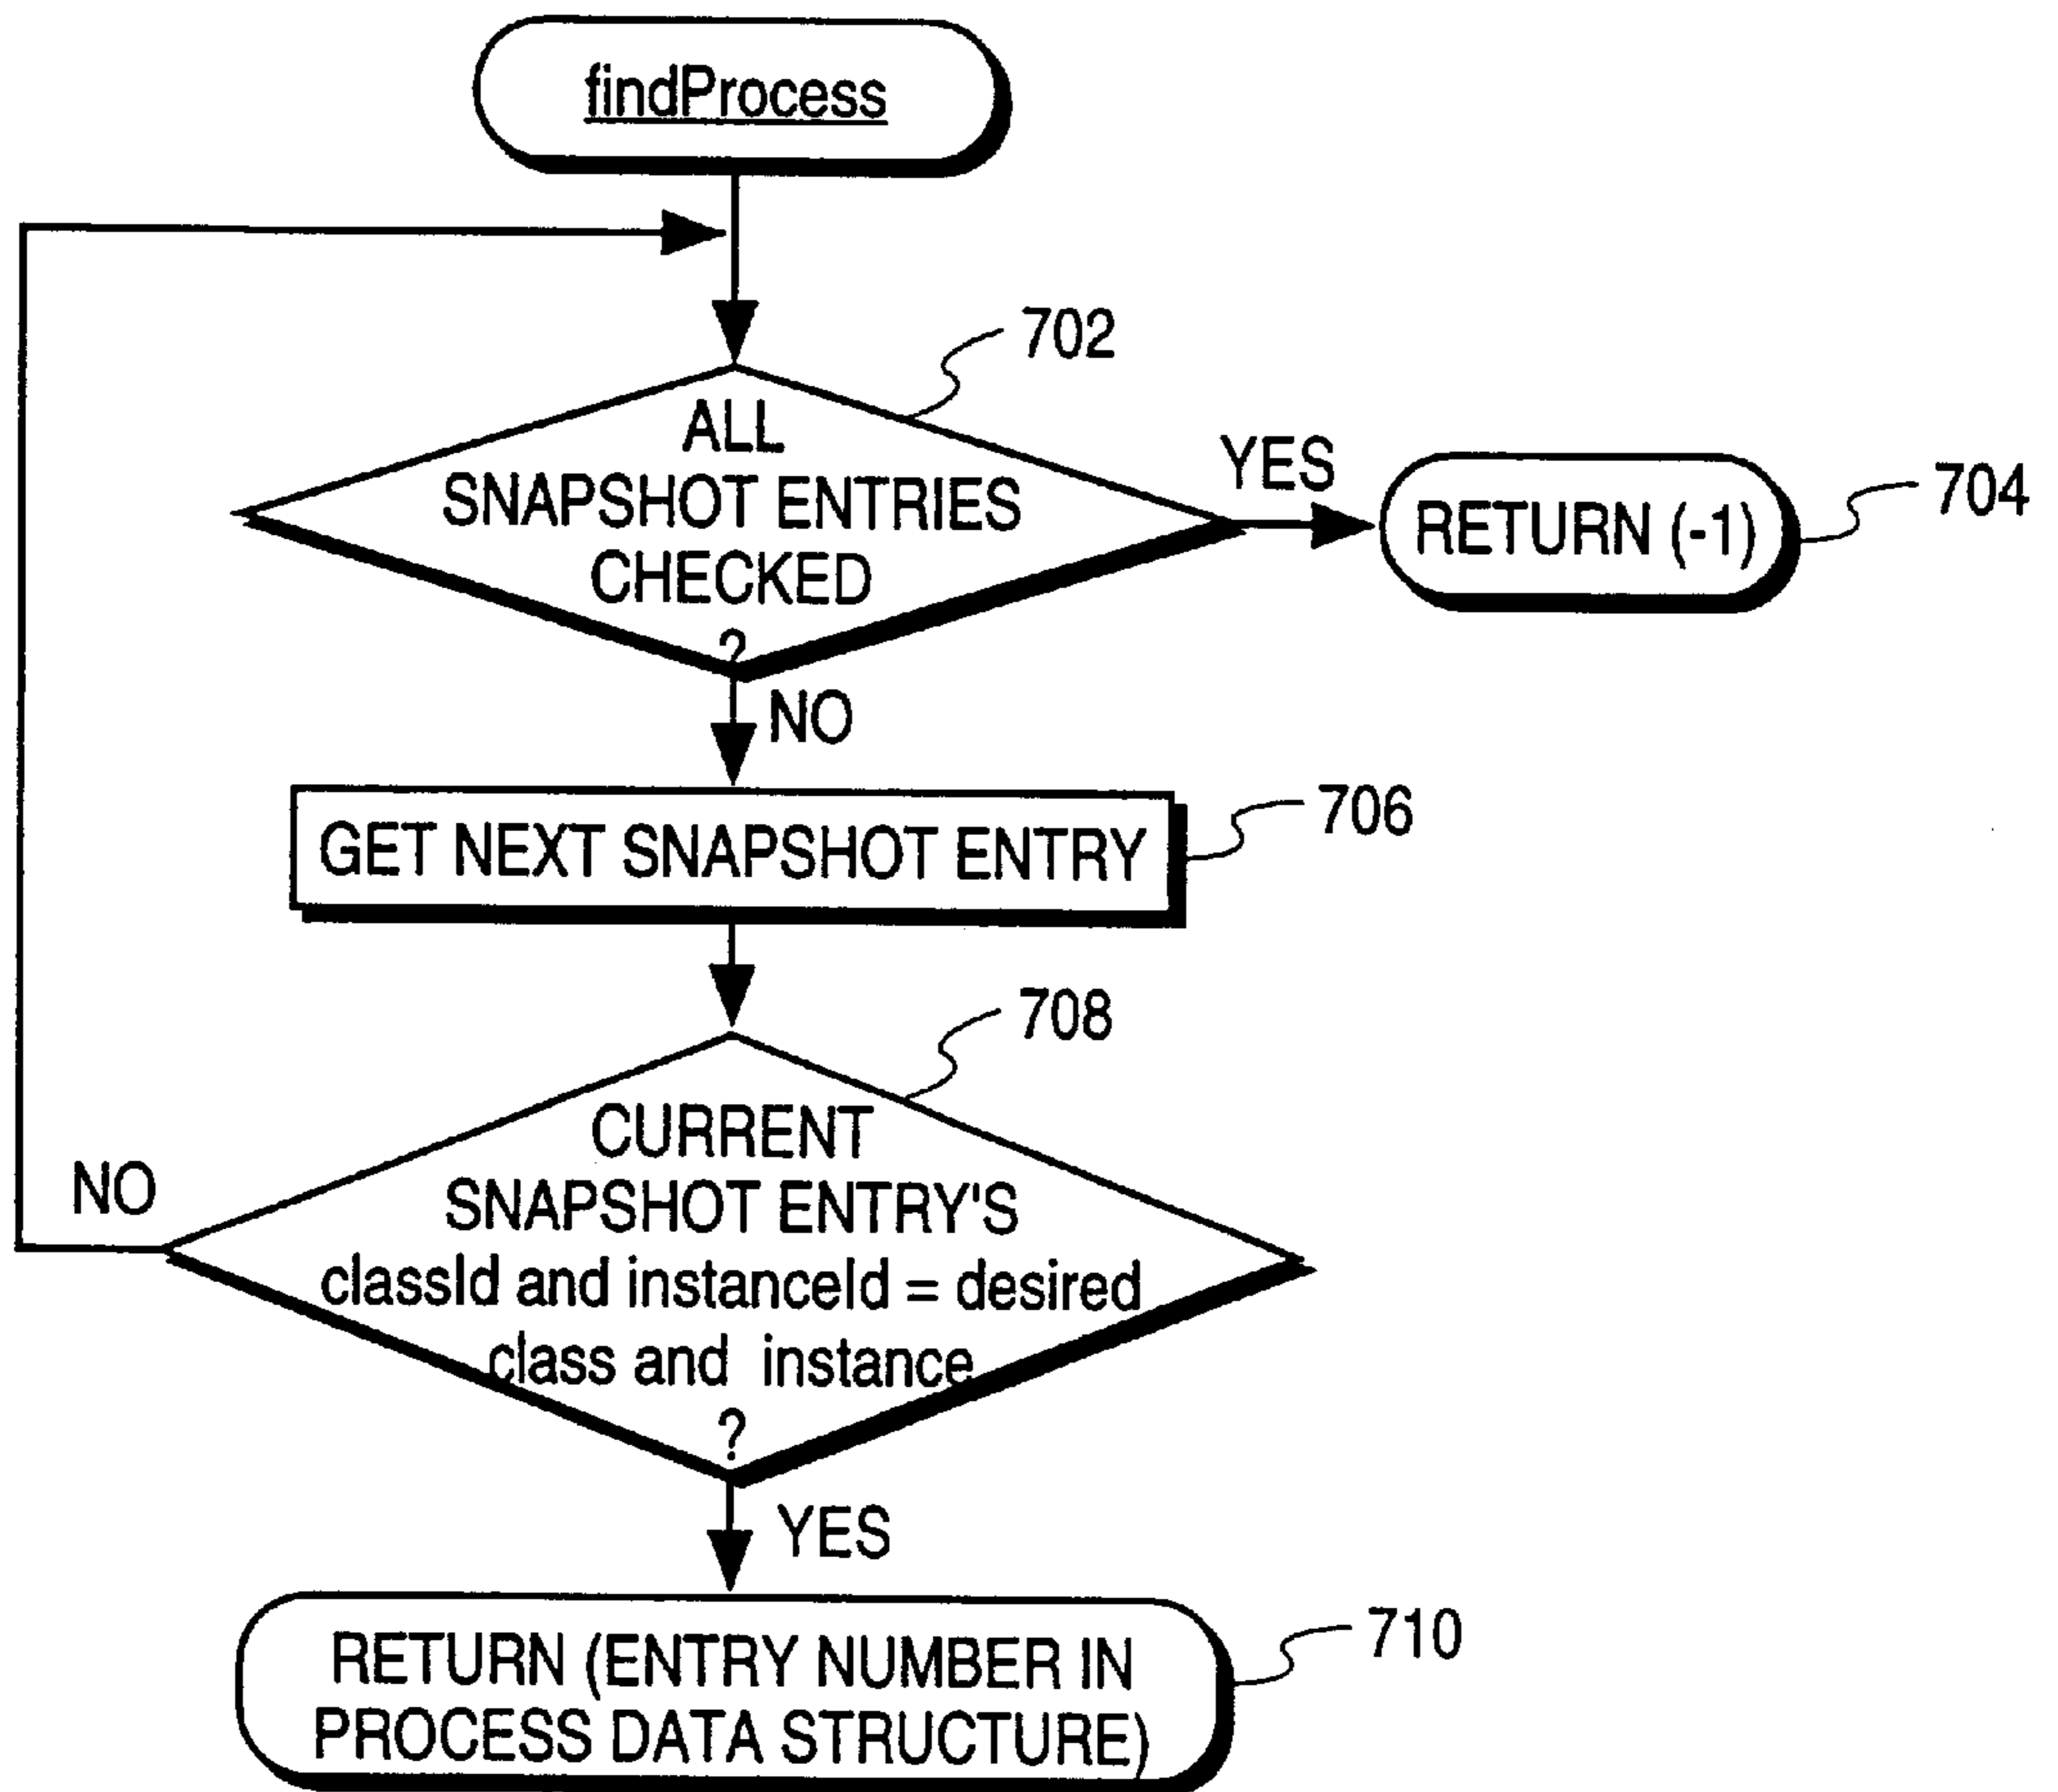 findProcess
702
ALL
SNAPSHOT ENTRIES
CHECKED
?
YES
RETURN (-1)
704
NO
GET NEXT SNAPSHOT ENTRY
706
708
CURRENT
SNAPSHOT ENTRY'S
classId and instanceId = desired
class and instance
?
NO
YES
RETURN (ENTRY NUMBER IN
PROCESS DATA STRUCTURE)
710